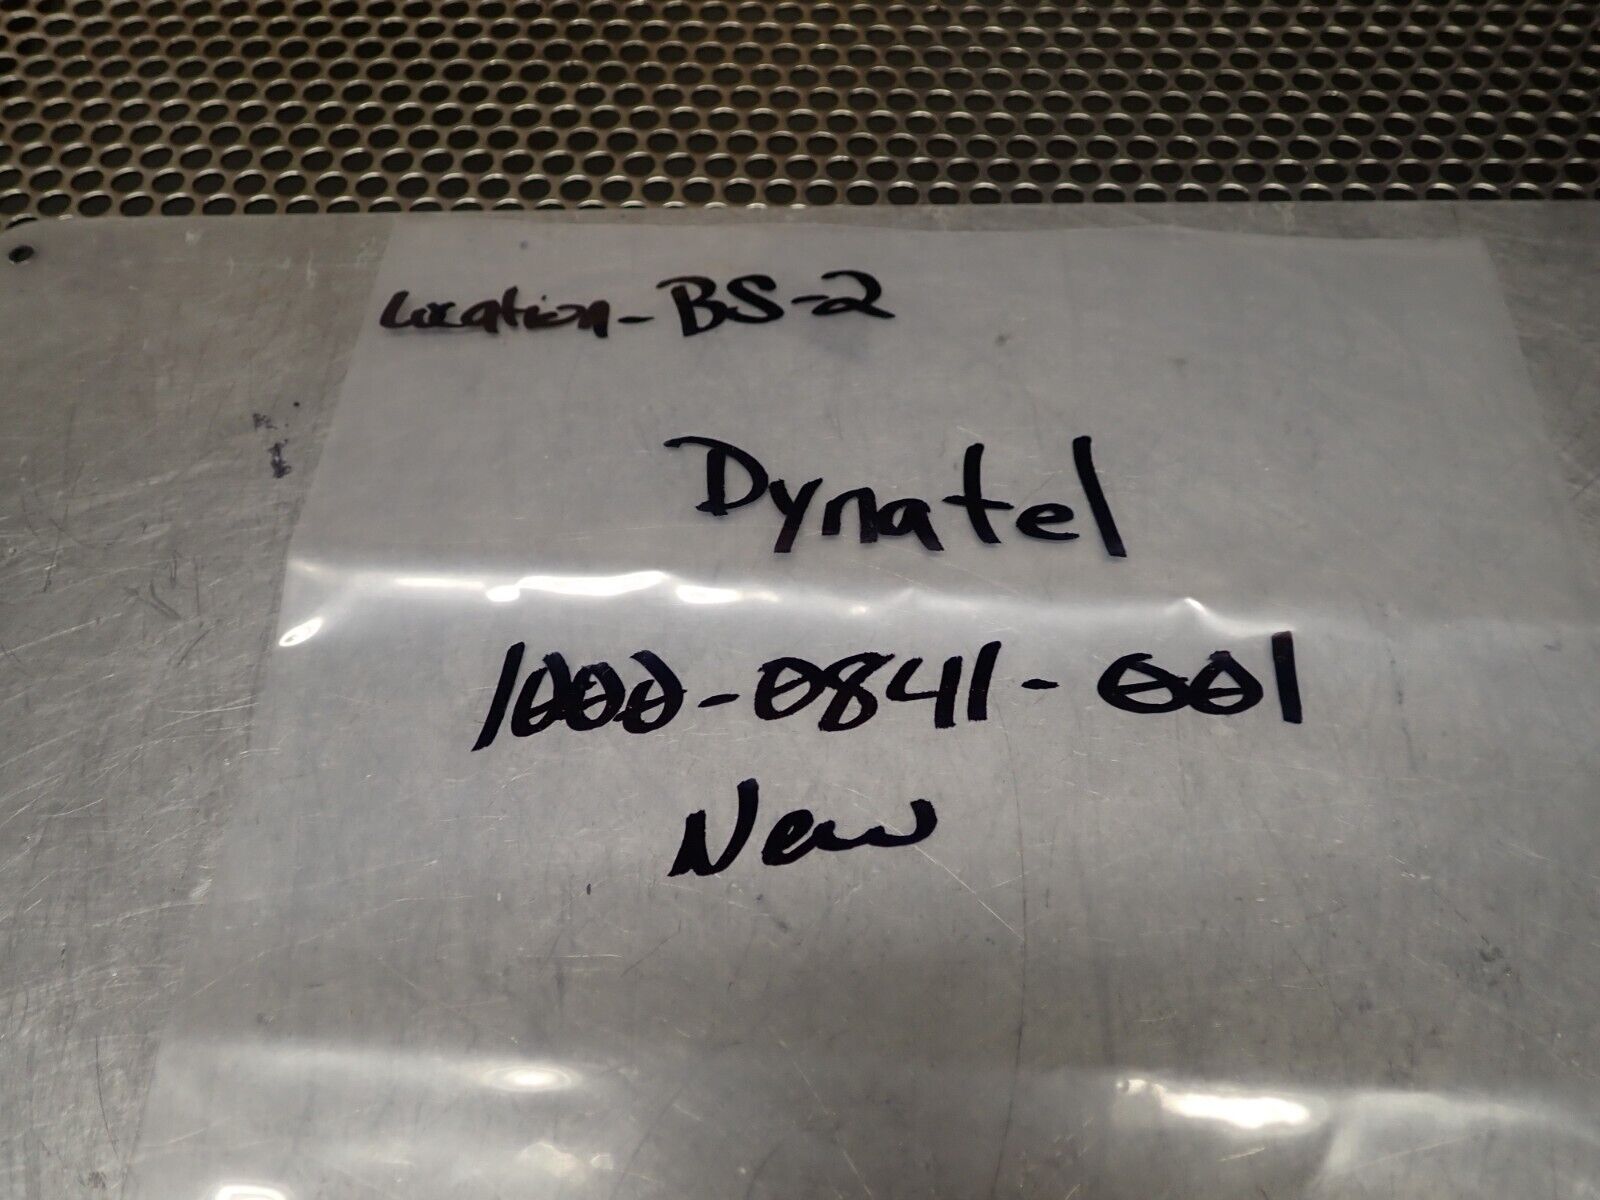 Location-BS-2
Dynatel
1000-0841-001
New